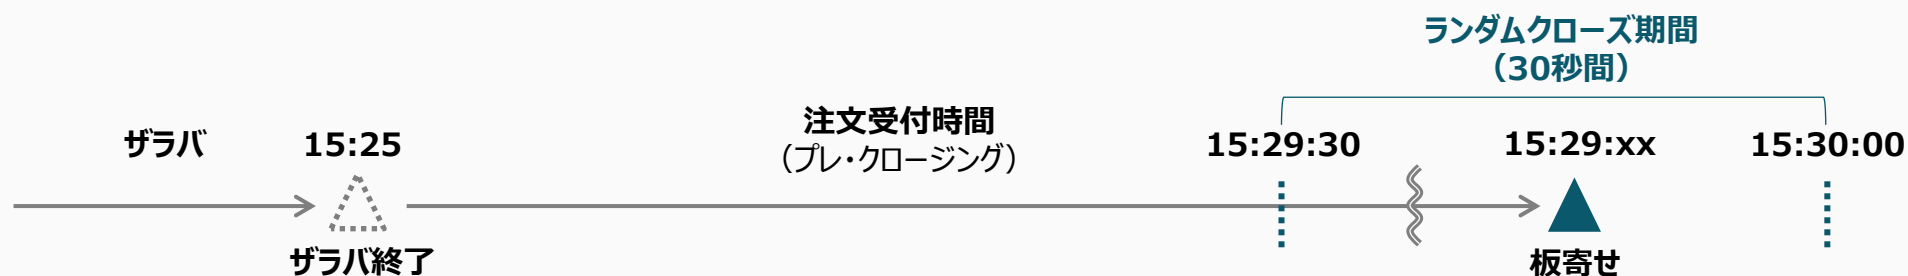 ランダムクローズ期間
（30秒間）
ザラバ
15:25
注文受付時間
（プレ・クロージング）
15:29:30
15:29:xx
15:30:00
ザラバ終了
板寄せ